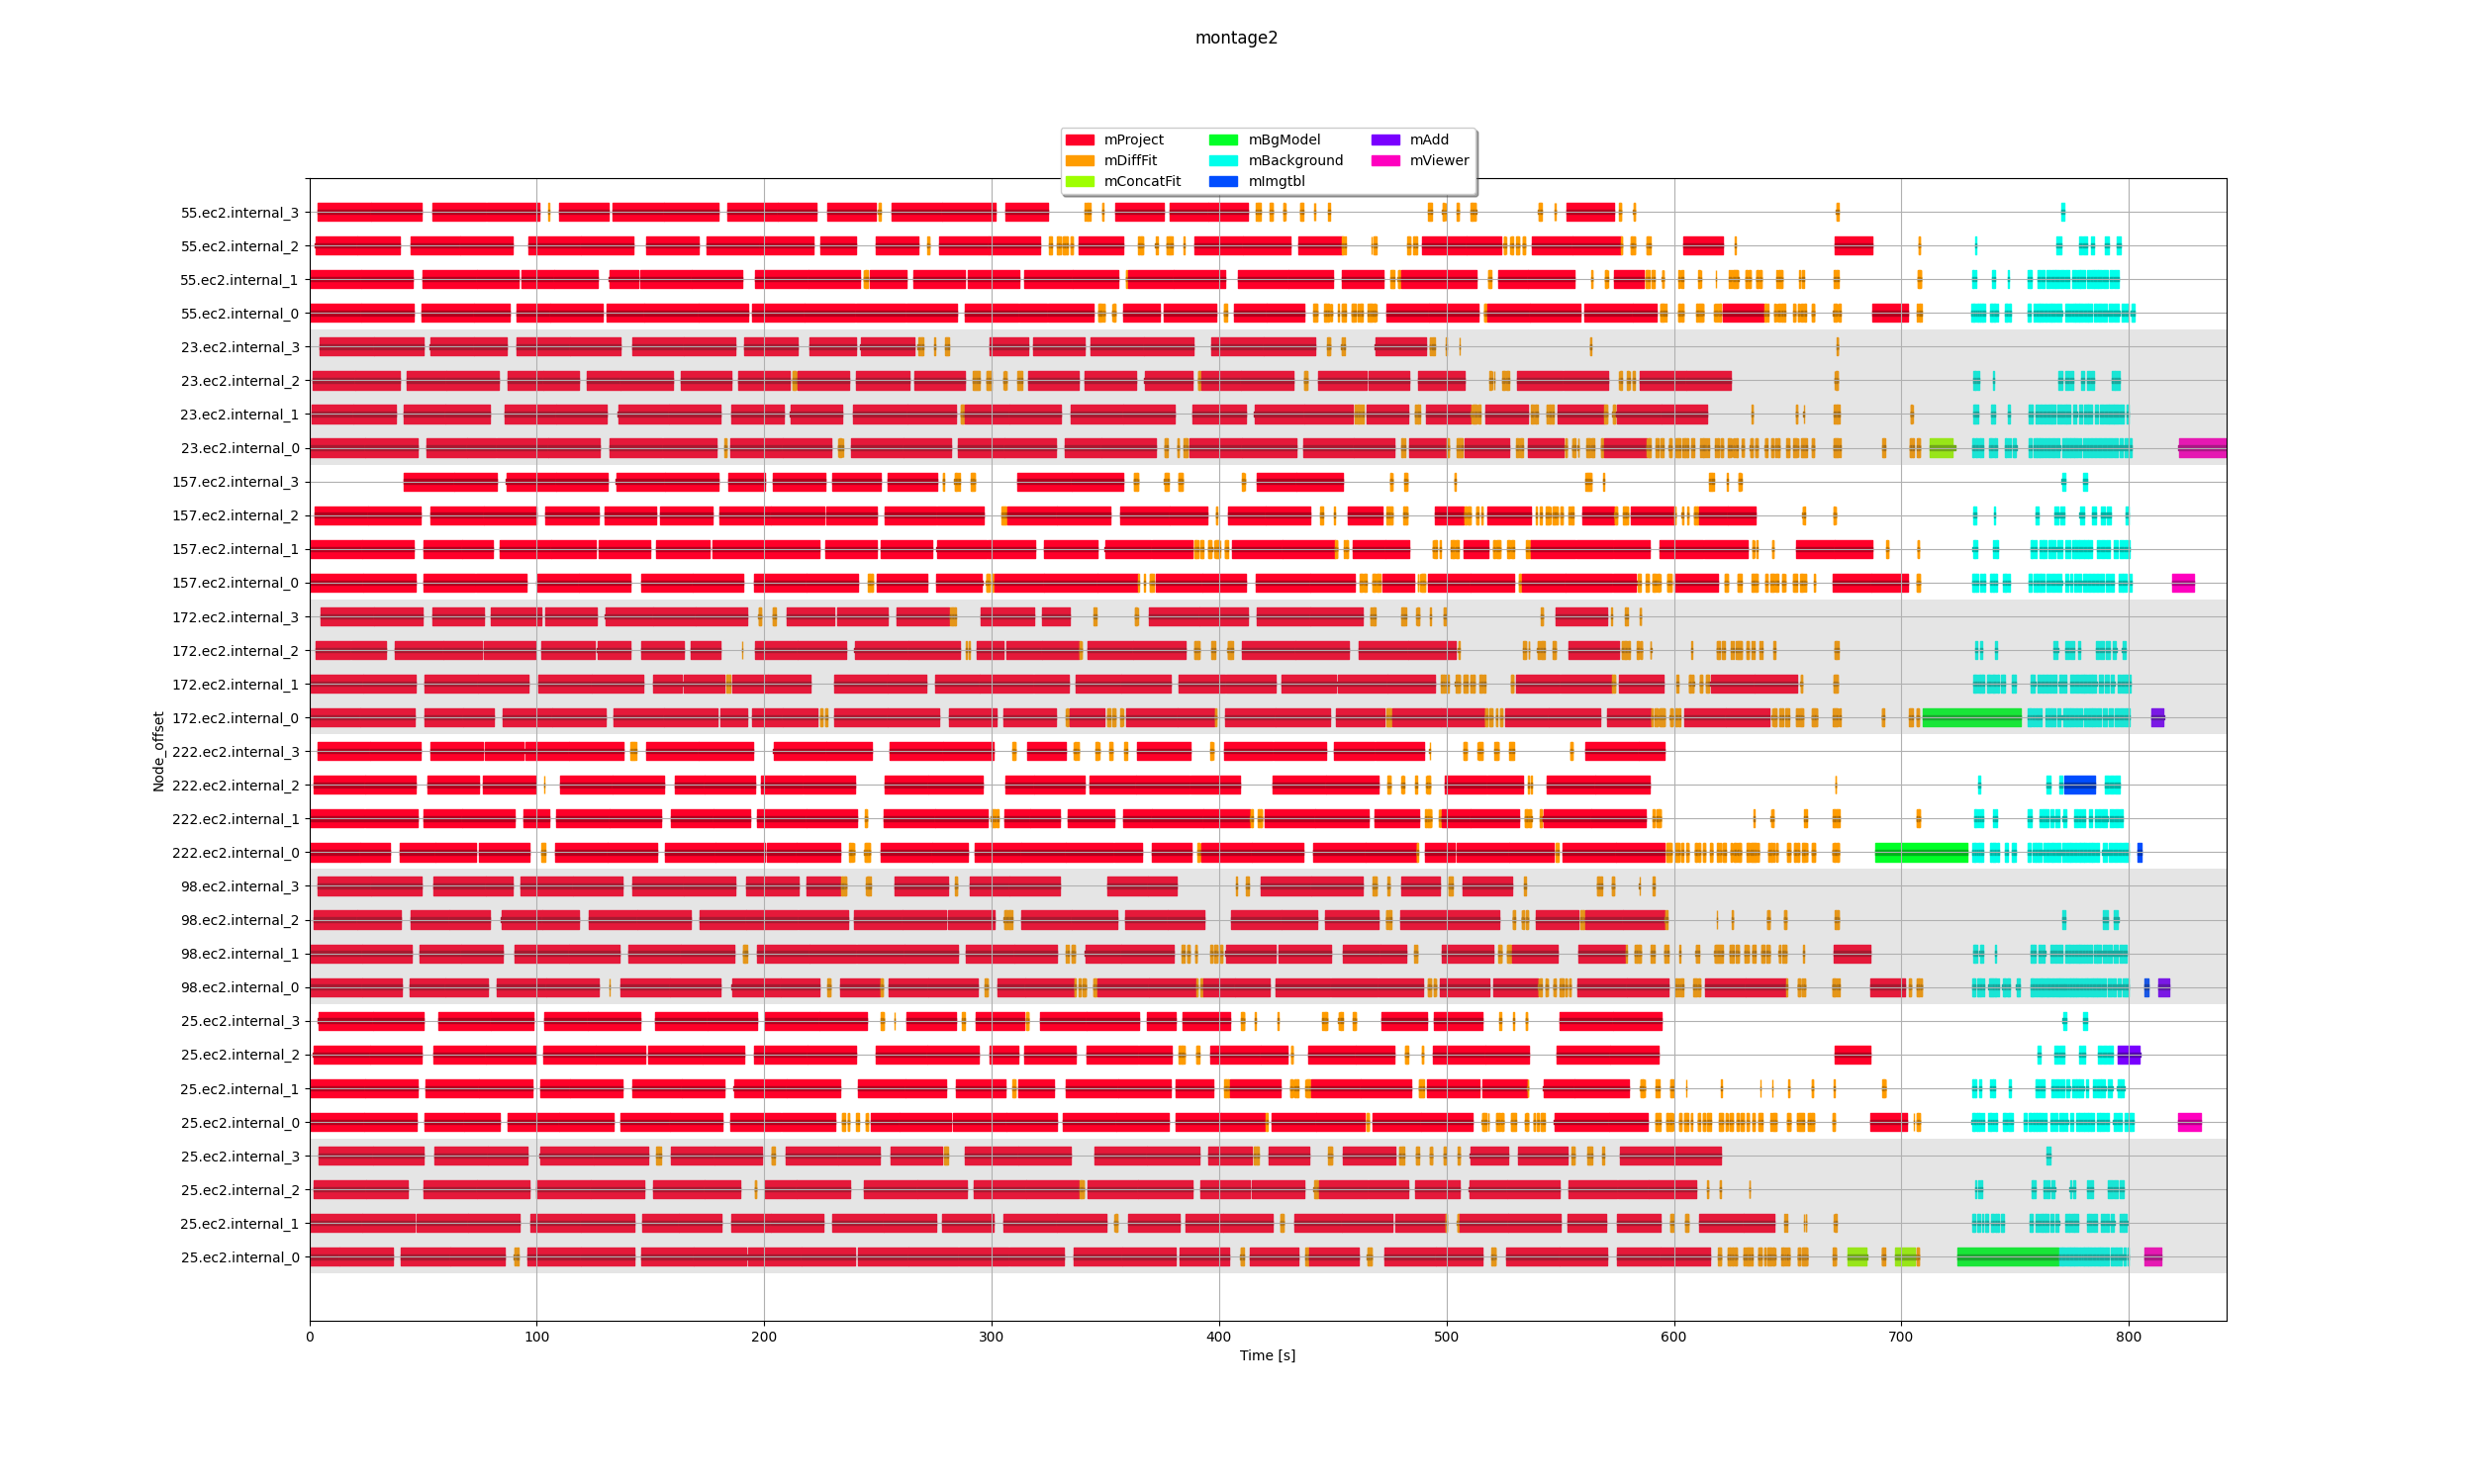 montage2
mProject mBgModel mAdd
mDiffFit mBackground mViewer
mConcatFit mImgtbl
55.ec2.internal_3
55.ec2.internal_2
55.ec2.internal_1
55.ec2.internal_0
23.ec2.internal_3
23.ec2.internal_2
23.ec2.internal_1
23.ec2.internal_0
157.ec2.internal_3
157.ec2.internal_2
157.ec2.internal_1
157.ec2.internal_0
172.ec2.internal_3
172.ec2.internal_2
172.ec2.internal_1
172.ec2.internal_0
222.ec2.internal_3
222.ec2.internal_2
222.ec2.internal_1
222.ec2.internal_0
98.ec2.internal_3
98.ec2.internal_2
98.ec2.internal_1
98.ec2.internal_0
25.ec2.internal_3
25.ec2.internal_2
25.ec2.internal_1
25.ec2.internal_0
25.ec2.internal_3
25.ec2.internal_2
25.ec2.internal_1
25.ec2.internal_0
Node_offset
0 100 200 300 400 500 600 700 800
Time [s]